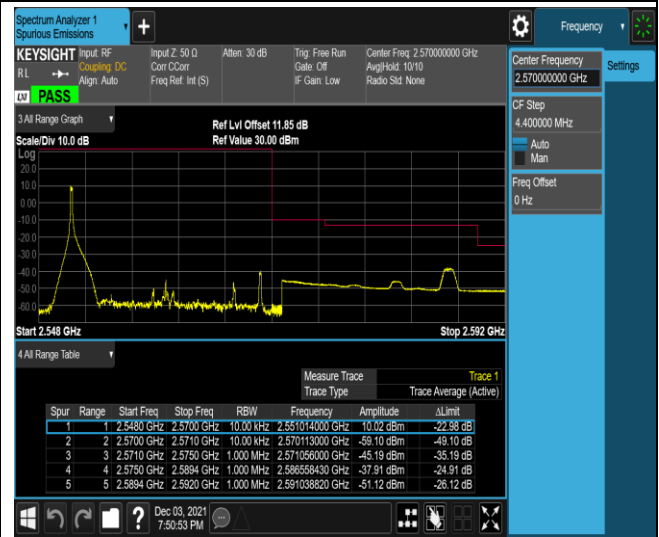 Spectrum Analyzer 1
Spurious Emissions
Frequency
KEYSIGHT Input: RF Input Z: 50 Ω Atten: 30 dB Trig: Free Run Center Freq: 2.570000000 GHz
RL Coupling: DC Corr CCorr Gate: Off Avg|Hold: 10/10
Align: Auto Freq Ref: Int (S) IF Gain: Low Radio Std: None
LXI PASS
Center Frequency
2.570000000 GHz
Settings
CF Step
4.400000 MHz
Auto
Man
Freq Offset
0 Hz
3 All Range Graph
Ref Lvl Offset 11.85 dB
Scale/Div 10.0 dB Ref Value 30.00 dBm
Log
20.0
10.0
0.00
-10.0
-20.0
-30.0
-40.0
-50.0
-60.0
Start 2.548 GHz Stop 2.592 GHz
4 All Range Table
Measure Trace Trace 1
Trace Type Trace Average (Active)
Spur Range Start Freq Stop Freq RBW Frequency Amplitude ΔLimit
1 1 2.5480 GHz 2.5700 GHz 10.00 kHz 2.551014000 GHz 10.02 dBm -22.98 dB
2 2 2.5700 GHz 2.5710 GHz 10.00 kHz 2.570113000 GHz -59.10 dBm -49.10 dB
3 3 2.5710 GHz 2.5750 GHz 1.000 MHz 2.571056000 GHz -45.19 dBm -35.19 dB
4 4 2.5750 GHz 2.5894 GHz 1.000 MHz 2.586558430 GHz -37.91 dBm -24.91 dB
5 5 2.5894 GHz 2.5920 GHz 1.000 MHz 2.591038820 GHz -51.12 dBm -26.12 dB
Dec 03, 2021
7:50:53 PM